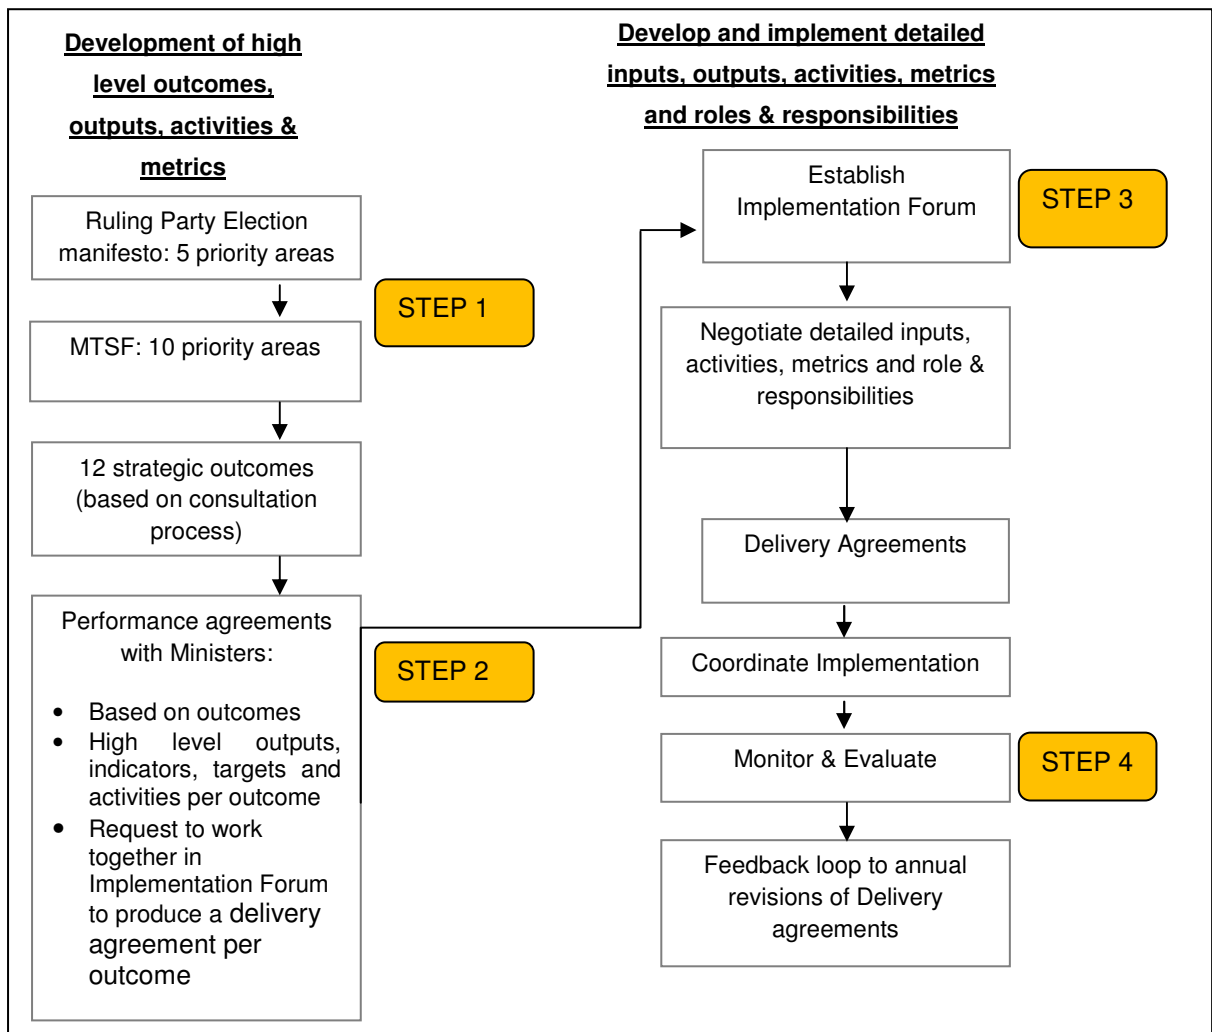 Development of high
level outcomes,
outputs, activities &
metrics
Ruling Party Election
manifesto: 5 priority areas
STEP 1
MTSF: 10 priority areas
12 strategic outcomes
(based on consultation
process)
Performance agreements
with Ministers:
• Based on outcomes
• High level outputs,
indicators, targets and
activities per outcome
• Request to work
together in
Implementation Forum
to produce a delivery
agreement per
outcome
STEP 2
Develop and implement detailed
inputs, outputs, activities, metrics
and roles & responsibilities
Establish
Implementation Forum
STEP 3
Negotiate detailed inputs,
activities, metrics and role &
responsibilities
Delivery Agreements
Coordinate Implementation
Monitor & Evaluate
STEP 4
Feedback loop to annual
revisions of Delivery
agreements